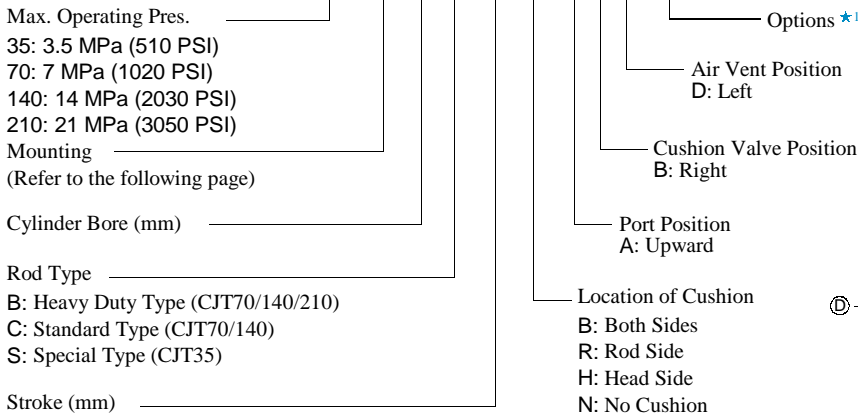 Max. Operating Pres.
35: 3.5 MPa (510 PSI)
70: 7 MPa (1020 PSI)
140: 14 MPa (2030 PSI)
210: 21 MPa (3050 PSI)
Mounting
(Refer to the following page)
Cylinder Bore (mm)
Rod Type
B: Heavy Duty Type (CJT70/140/210)
C: Standard Type (CJT70/140)
S: Special Type (CJT35)
Stroke (mm)
Options ★1
Air Vent Position
D: Left
Cushion Valve Position
B: Right
Port Position
A: Upward
Location of Cushion
B: Both Sides
R: Rod Side
H: Head Side
N: No Cushion
Ⓓ